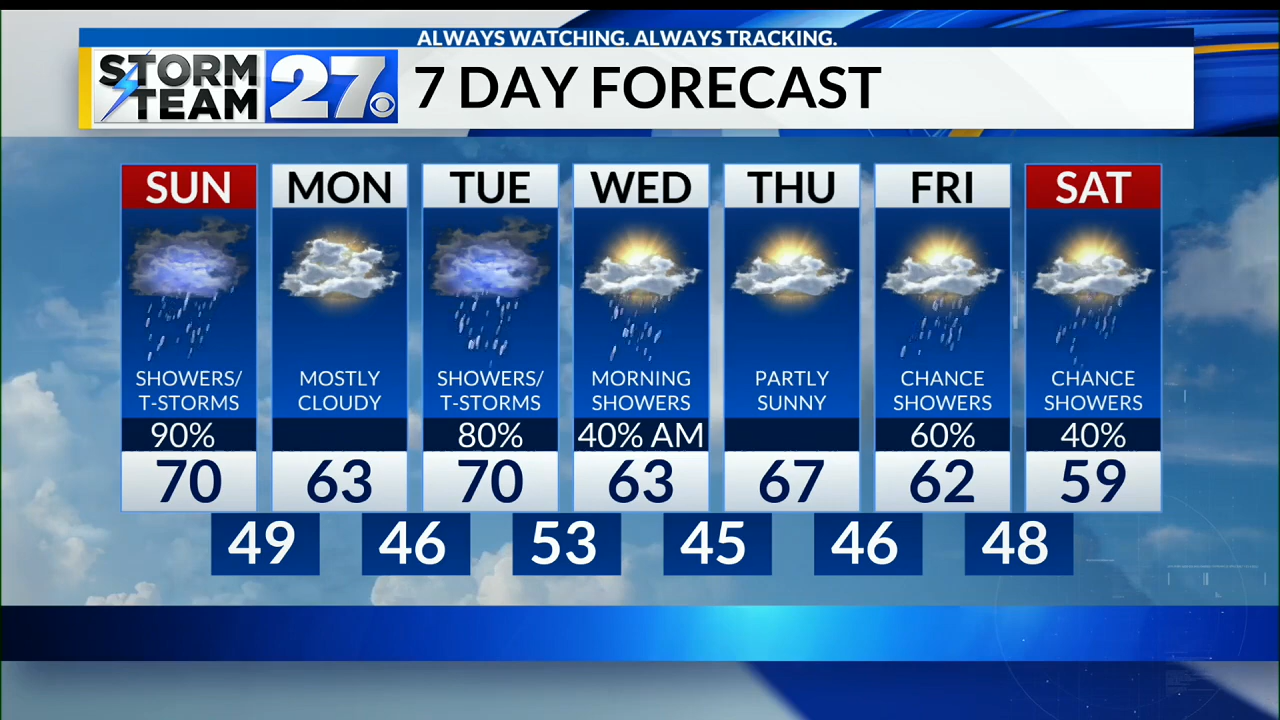 ALWAYS WATCHING. ALWAYS TRACKING.
STORM
TEAM
27
7 DAY FORECAST
SUN MON TUE WED THU FRI SAT
SHOWERS/ MOSTLY SHOWERS/ MORNING PARTLY CHANCE CHANCE
T-STORMS CLOUDY T-STORMS SHOWERS SUNNY SHOWERS SHOWERS
90% 80% 40% AM 60% 40%
70 63 70 63 67 62 59
49 46 53 45 46 48